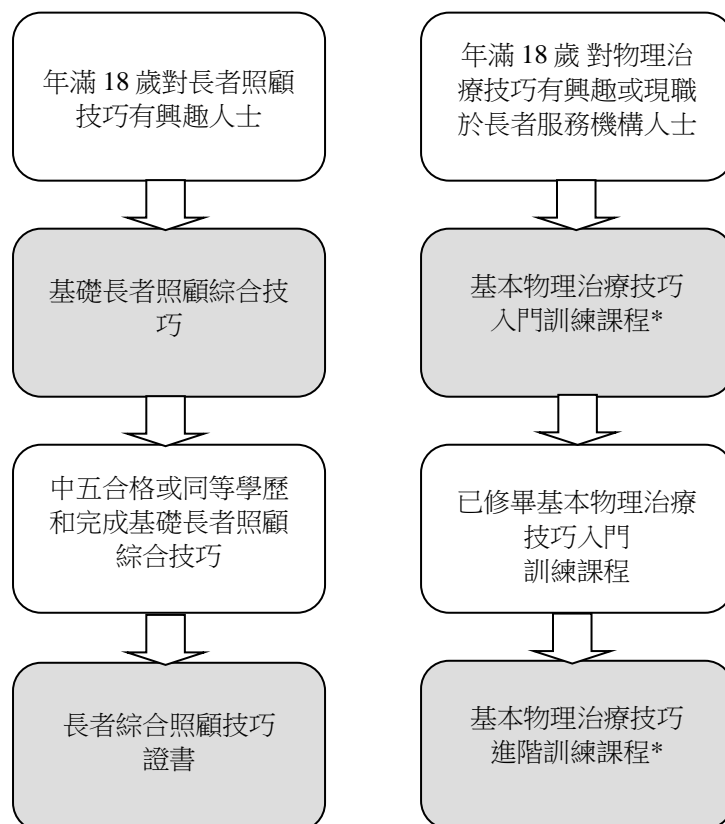 年滿 18 歲對長者照顧
技巧有興趣人士
基礎長者照顧綜合技
巧
中五合格或同等學歷
和完成基礎長者照顧
綜合技巧
長者綜合照顧技巧
證書
年滿 18 歲 對物理治
療技巧有興趣或現職
於長者服務機構人士
基本物理治療技巧
入門訓練課程*
已修畢基本物理治療
技巧入門
訓練課程
基本物理治療技巧
進階訓練課程*